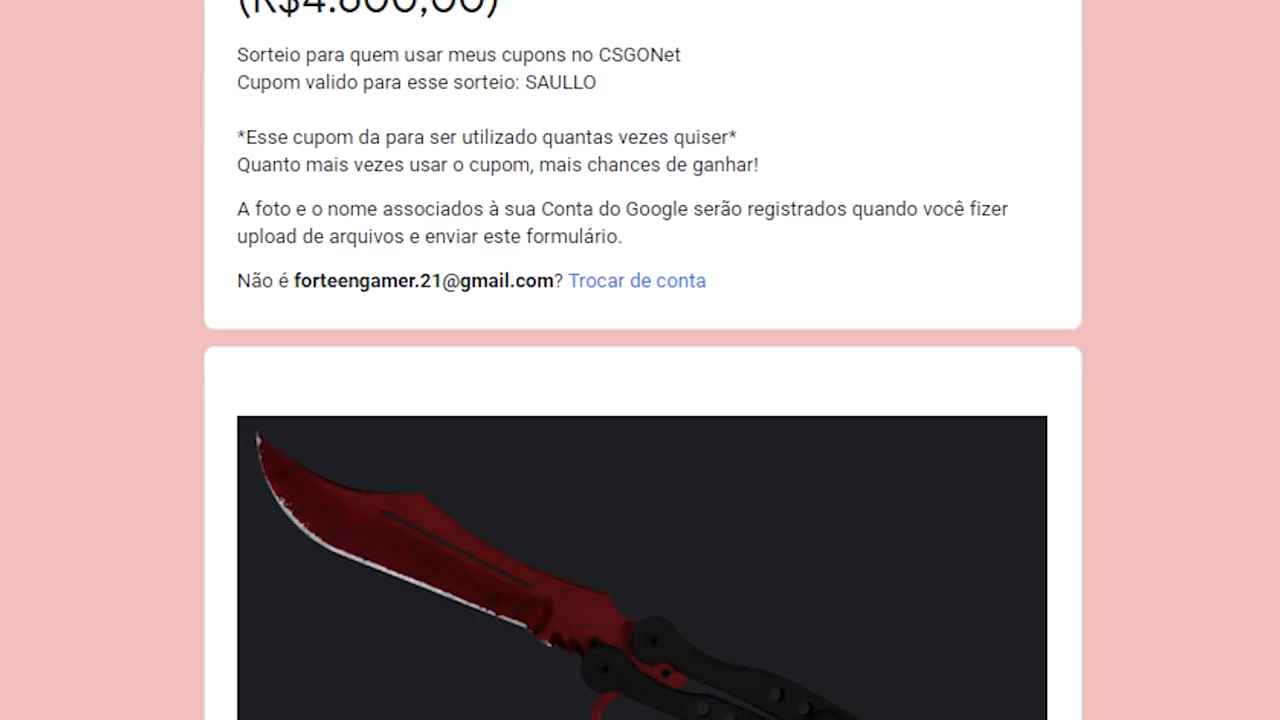 (R$4.800,00)
Sorteio para quem usar meus cupons no CSGONet
Cupom valido para esse sorteio: SAULLO
*Esse cupom da para ser utilizado quantas vezes quiser*
Quanto mais vezes usar o cupom, mais chances de ganhar!
A foto e o nome associados à sua Conta do Google serão registrados quando você fizer
upload de arquivos e enviar este formulário.
Não é forteengamer.21@gmail.com? Trocar de conta